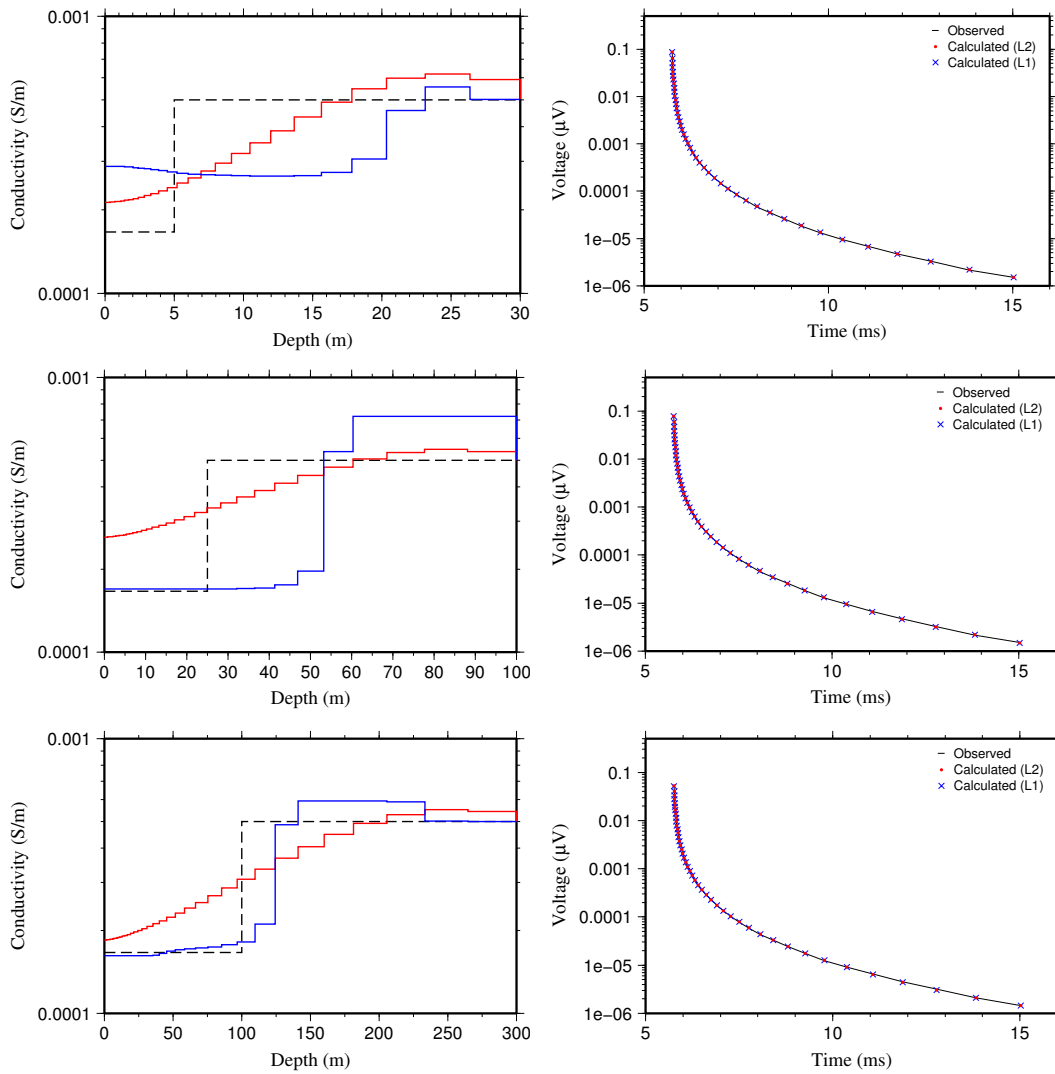 0.001
0.0001
Conductivity (S/m)
0 5 10 15 20 25 30
Depth (m)
0.1
0.01
0.001
0.0001
1e−05
1e−06
Voltage (μV)
5 10 15
Time (ms)
Observed
Calculated (L2)
Calculated (L1)
0.001
0.0001
Conductivity (S/m)
0 10 20 30 40 50 60 70 80 90 100
Depth (m)
0.1
0.01
0.001
0.0001
1e−05
1e−06
Voltage (μV)
5 10 15
Time (ms)
Observed
Calculated (L2)
Calculated (L1)
0.001
0.0001
Conductivity (S/m)
0 50 100 150 200 250 300
Depth (m)
0.1
0.01
0.001
0.0001
1e−05
1e−06
Voltage (μV)
5 10 15
Time (ms)
Observed
Calculated (L2)
Calculated (L1)